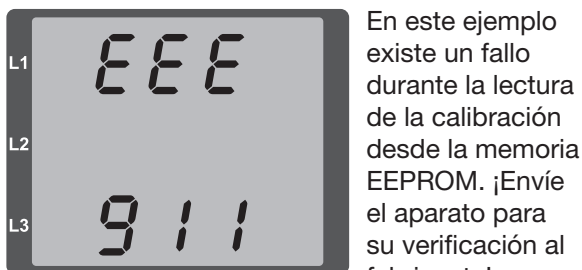 L1
EEE
L2
L3
911
En este ejemplo
existe un fallo
durante la lectura
de la calibración
desde la memoria
EEPROM. ¡Envíe
el aparato para
su verificación al